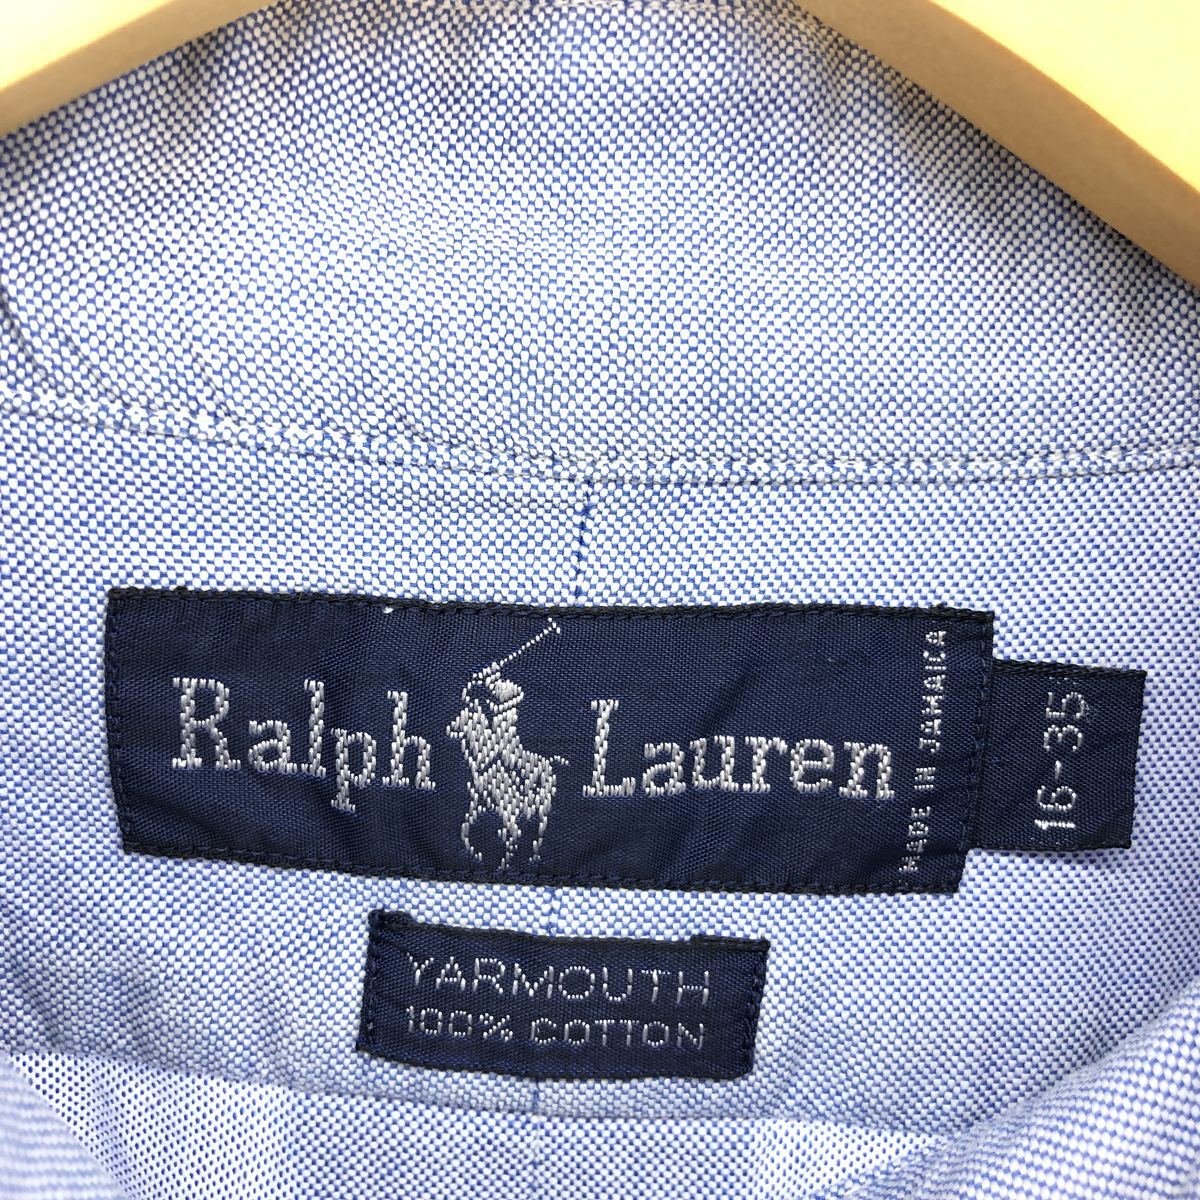 Ralph Lauren
MADE IN JAMAICA
16-35
YARMOUTH
100% COTTON